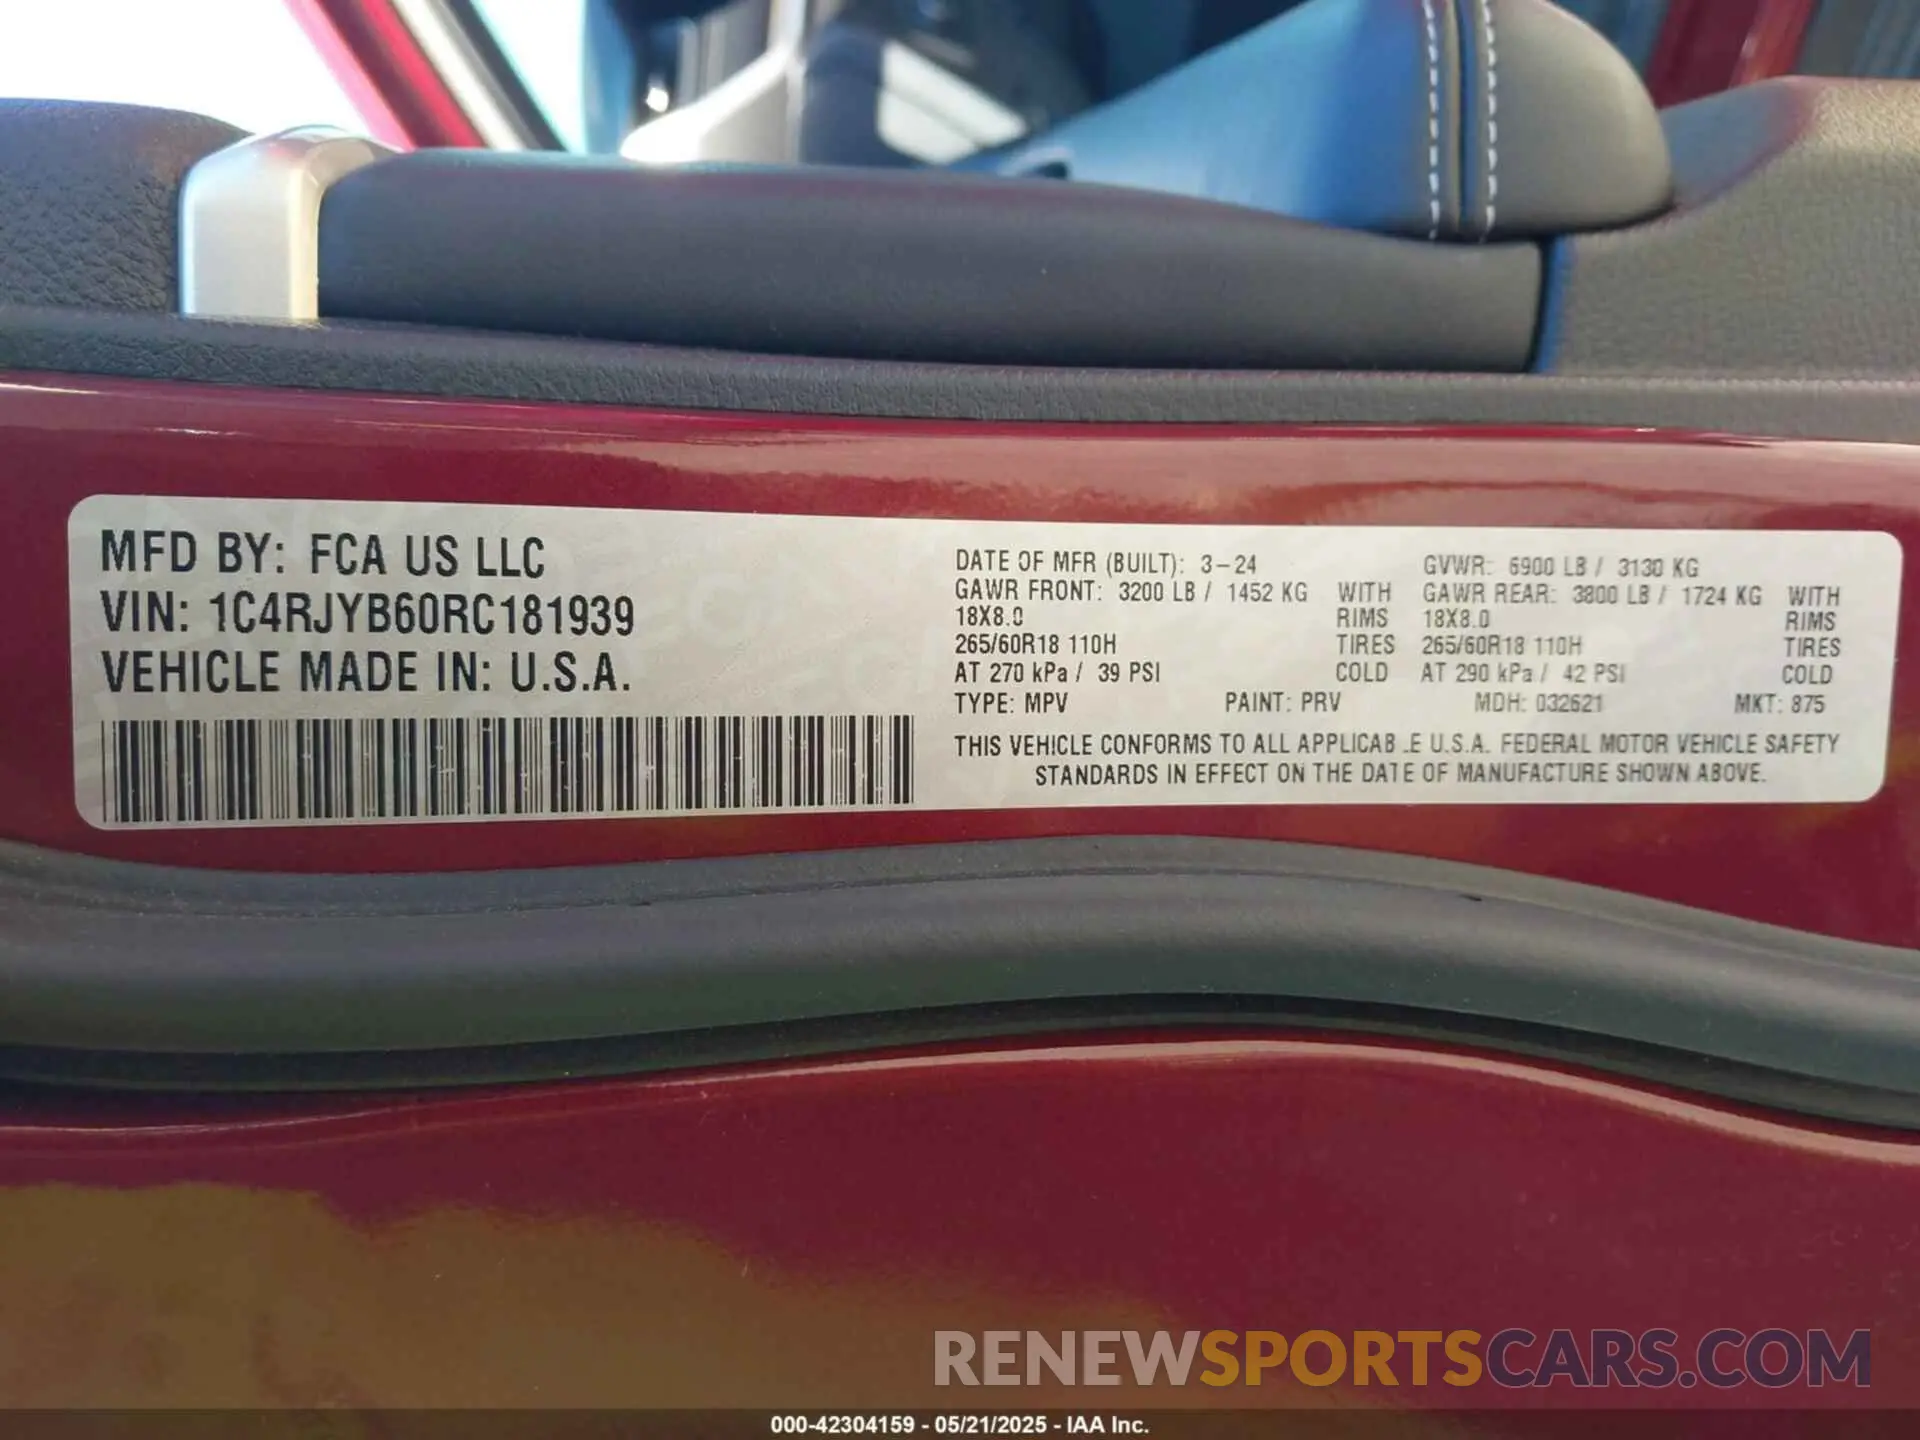 MFD BY: FCA US LLC
VIN: 1C4RJYB60RC181939
VEHICLE MADE IN: U.S.A.
DATE OF MFR (BUILT): 3-24 GVWR: 6900 LB / 3130 KG
GAWR FRONT: 3200 LB / 1452 KG WITH GAWR REAR: 3800 LB / 1724 KG WITH
18X8.0 RIMS 18X8.0 RIMS
265/60R18 110H TIRES 265/60R18 110H TIRES
AT 270 kPa / 39 PSI COLD AT 290 kPa / 42 PSI COLD
TYPE: MPV PAINT: PRV MDH: 032621 MKT: 875
THIS VEHICLE CONFORMS TO ALL APPLICABLE U.S.A. FEDERAL MOTOR VEHICLE SAFETY
STANDARDS IN EFFECT ON THE DATE OF MANUFACTURE SHOWN ABOVE.
RENEWSPORTSCARS.COM
000-42304159 - 05/21/2025 - IAA Inc.